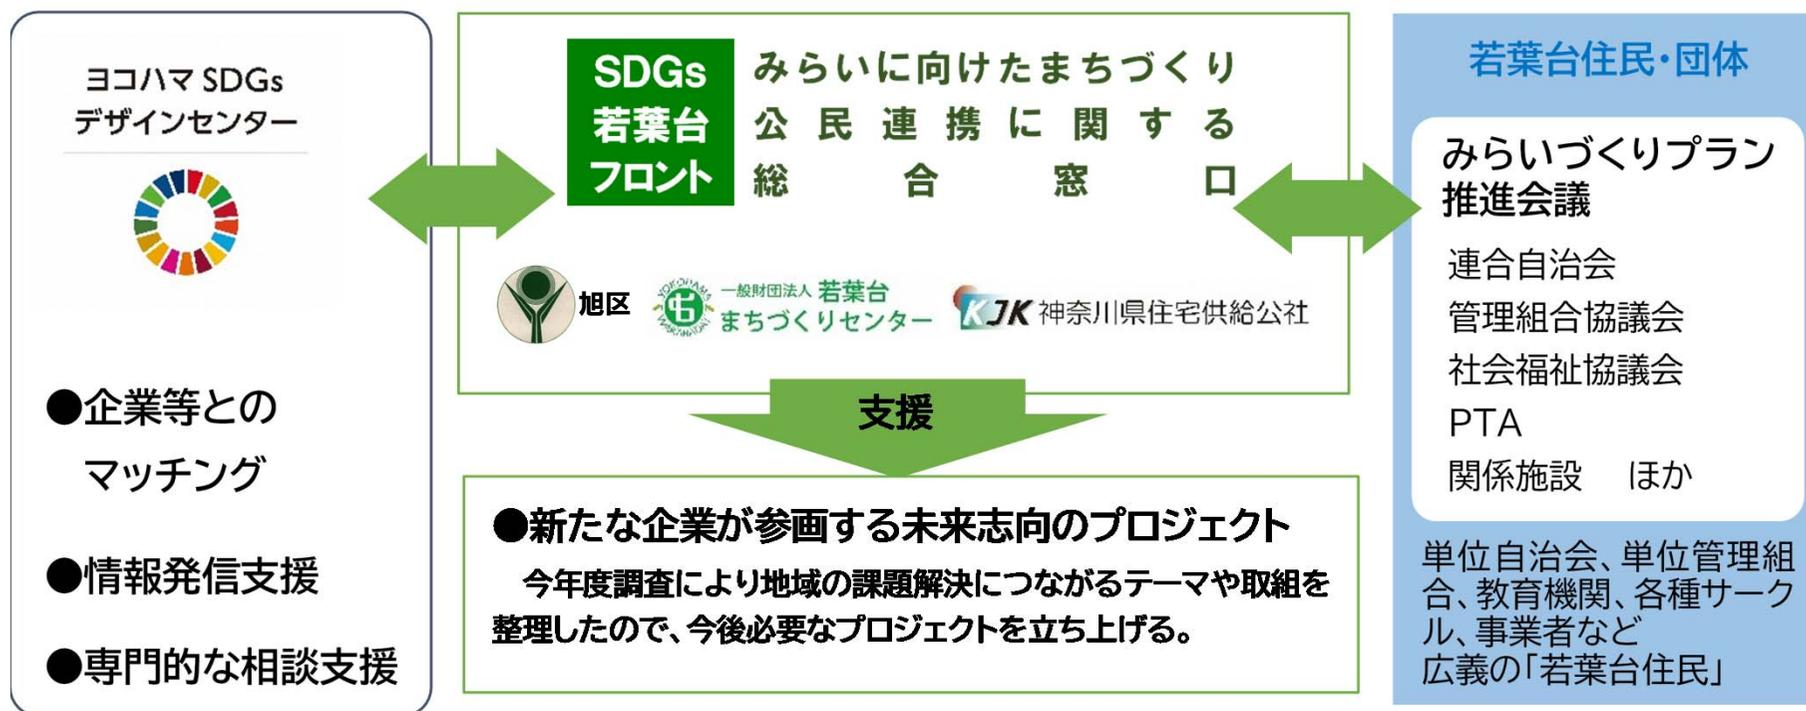 ヨコハマ SDGs
デザインセンター
●企業等との
マッチング
●情報発信支援
●専門的な相談支援
SDGs
若葉台
フロント
みらいに向けたまちづくり
公民連携に関する
総合窓口
旭区
YOKOHAMA
WAKABADAI
一般財団法人 若葉台
まちづくりセンター
KJK 神奈川県住宅供給公社
支援
●新たな企業が参画する未来志向のプロジェクト
今年度調査により地域の課題解決につながるテーマや取組を
整理したので、今後必要なプロジェクトを立ち上げる。
若葉台住民・団体
みらいづくりプラン
推進会議
連合自治会
管理組合協議会
社会福祉協議会
PTA
関係施設 ほか
単位自治会、単位管理組
合、教育機関、各種サーク
ル、事業者など
広義の「若葉台住民」